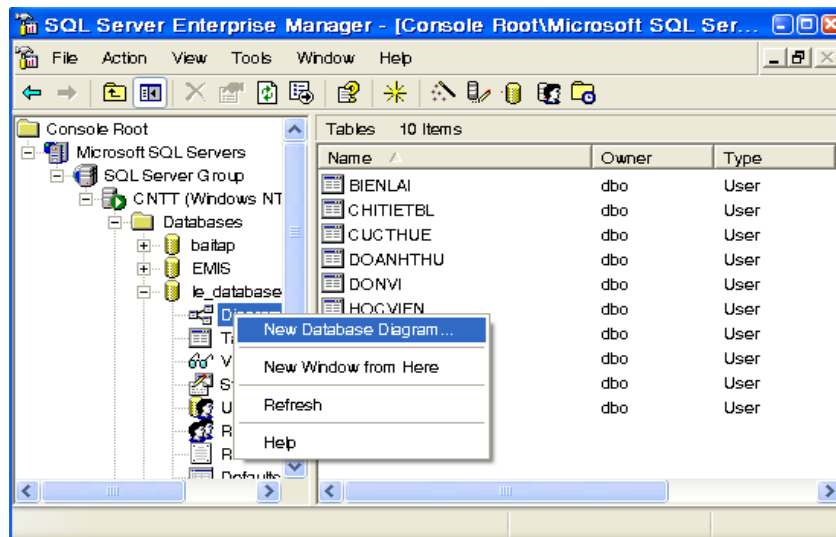 SQL Server Enterprise Manager - [Console Root\Microsoft SQL Ser...
File Action View Tools Window Help
Console Root
Microsoft SQL Servers
SQL Server Group
CNTT (Windows NT
Databases
baitap
EMIS
le_database
Tables 10 Items
Name Owner Type
BIENLAI dbo User
CHITIETBL dbo User
CUCTHUE dbo User
DOANHTHU dbo User
DONVI dbo User
HOCVIEN dbo User
dbo User
dbo User
dbo User
dbo User
New Database Diagram...
New Window from Here
Refresh
Help
Defaults